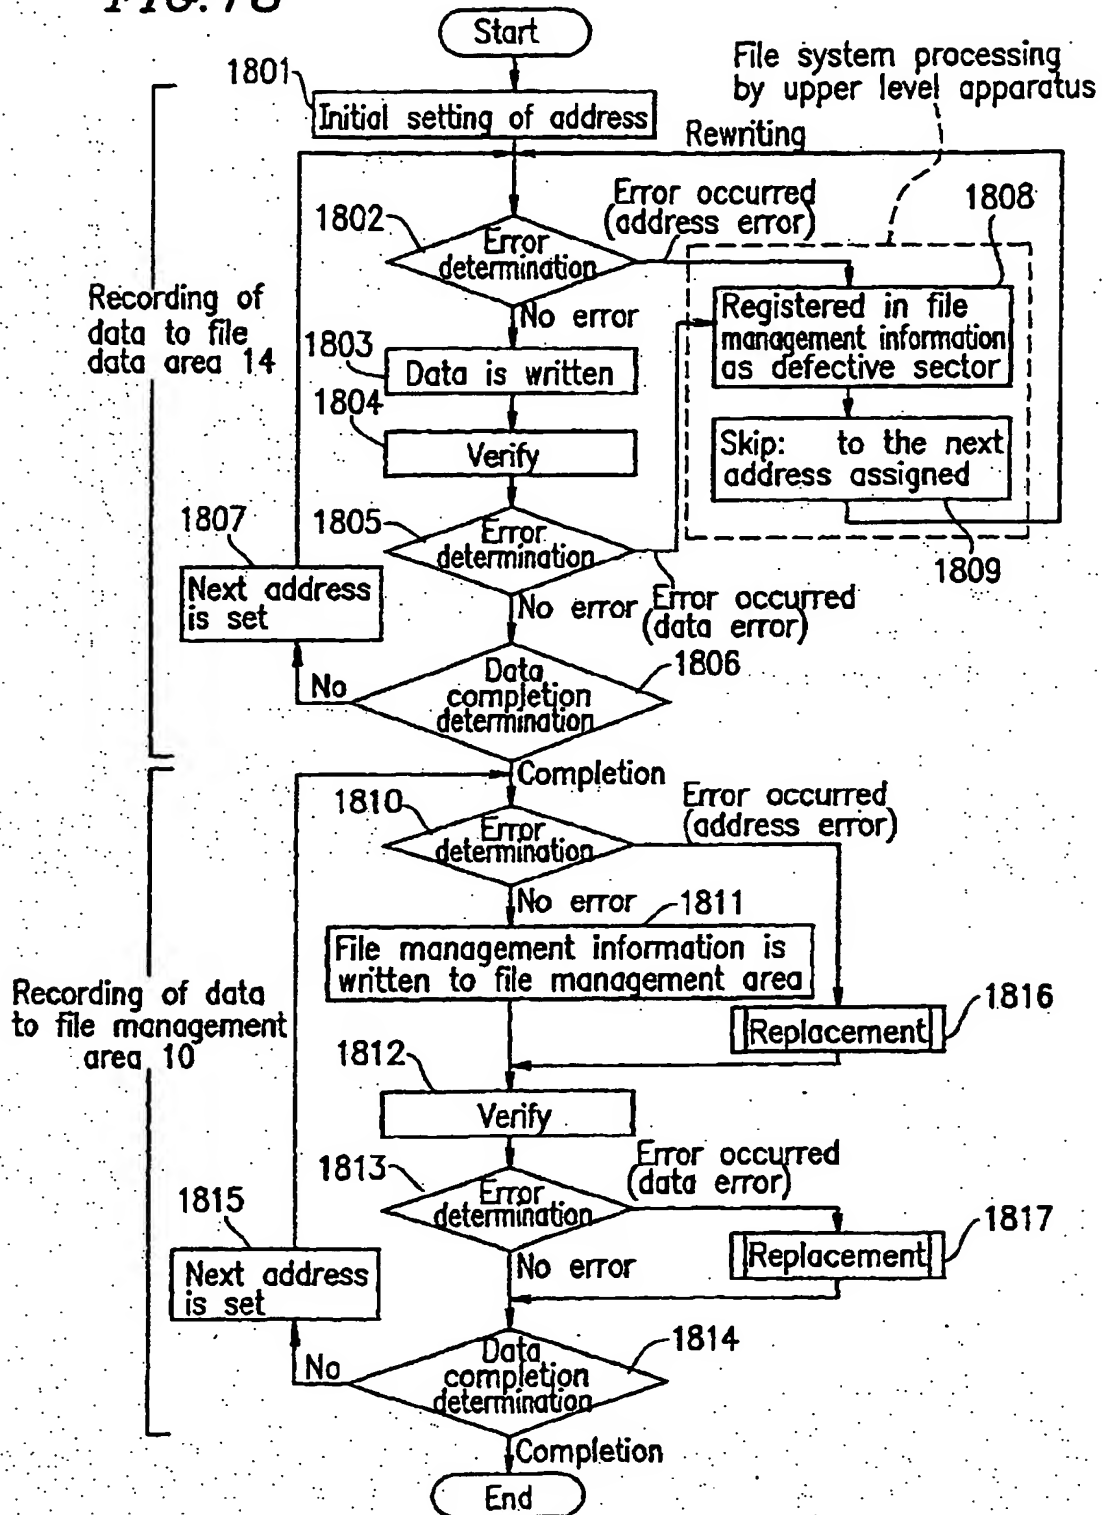 Start
File system processing
by upper level apparatus
1801
Initial setting of address
Rewriting
Error occurred
(address error)
1808
1802
Error
determination
Recording of
data to file
data area 14
No error
Registered in file
management information
as defective sector
1803
Data is written
1804
Verify
Skip: to the next
address assigned
1805
Error
determination
1809
1807
Next address
is set
No error
Error occurred
(data error)
1806
Data
completion
determination
No
Completion
1810
Error
determination
Error occurred
(address error)
No error
1811
File management information is
written to file management area
Recording of data
to file management
area 10
1816
Replacement
1812
Verify
1813
Error
determination
Error occurred
(data error)
1815
Next address
is set
No error
1817
Replacement
1814
Data
completion
determination
No
Completion
End